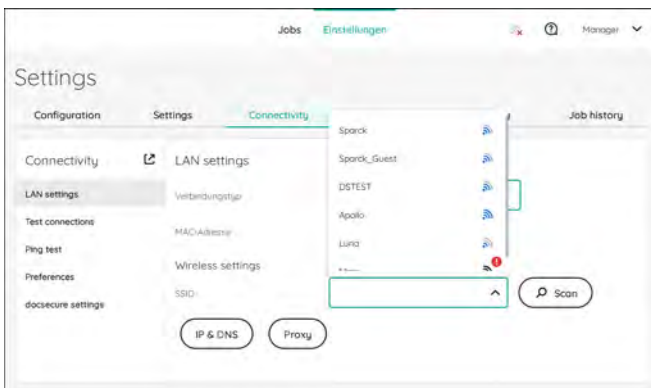 Jobs Einstellungen Manager
Settings
Configuration Settings Connectivity Job history
Connectivity LAN settings
LAN settings
Verbindungstyp
Test connections
MAC-Adresse
Ping test
Wireless settings
Preferences
SSID
docsecure settings
IP & DNS Proxy
Sparck
Sparck_Guest
DSTEST
Apollo
Luna
Scan